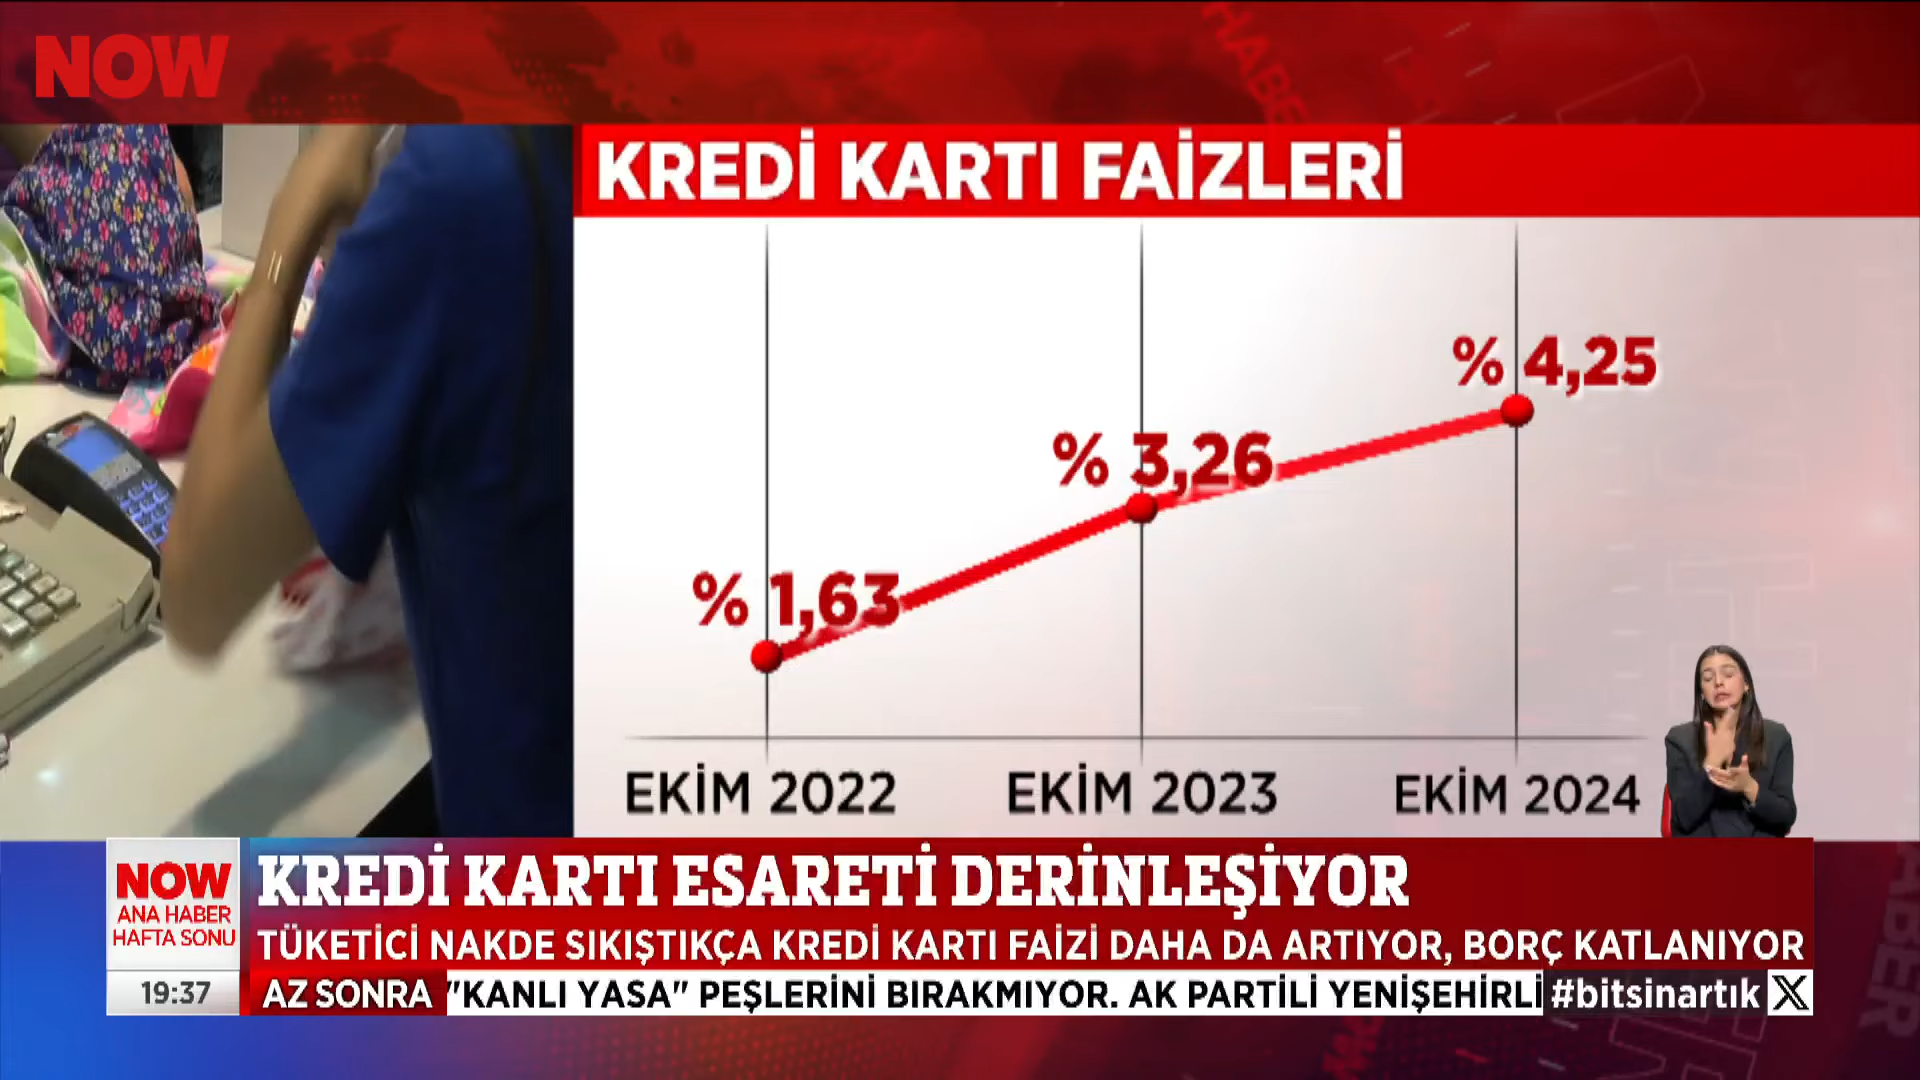 NOW
KREDİ KARTI FAİZLERİ
% 4,25
% 3,26
% 1,63
EKİM 2022
EKİM 2023
EKİM 2024
NOW
ANA HABER
HAFTA SONU
KREDİ KARTI ESARETİ DERİNLEŞİYOR
TÜKETİCİ NAKDE SIKIŞTIKÇA KREDİ KARTI FAİZİ DAHA DA ARTIYOR, BORÇ KATLANIYOR
19:37
AZ SONRA
"KANLI YASA" PEŞLERİNİ BIRAKMIYOR. AK PARTİLİ YENİŞEHİRLİ
#bitsinartık X
HABER